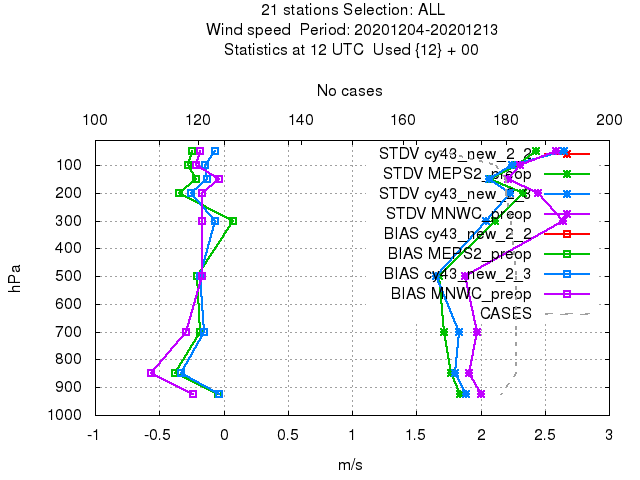 21 stations Selection: ALL
Wind speed Period: 20201204-20201213
Statistics at 12 UTC Used {12} + 00
No cases
100 120 140 160 180 200
STDV cy43_new_2_2
STDV MEPS2_preop
STDV cy43_new_2_3
STDV MNWC_preop
BIAS cy43_new_2_2
BIAS MEPS2_preop
BIAS cy43_new_2_3
BIAS MNWC_preop
CASES
100
200
300
400
500
600
700
800
900
1000
hPa
-1 -0.5 0 0.5 1 1.5 2 2.5 3
m/s